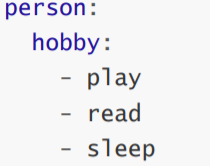 person:
  hobby:
    - play
    - read
    - sleep